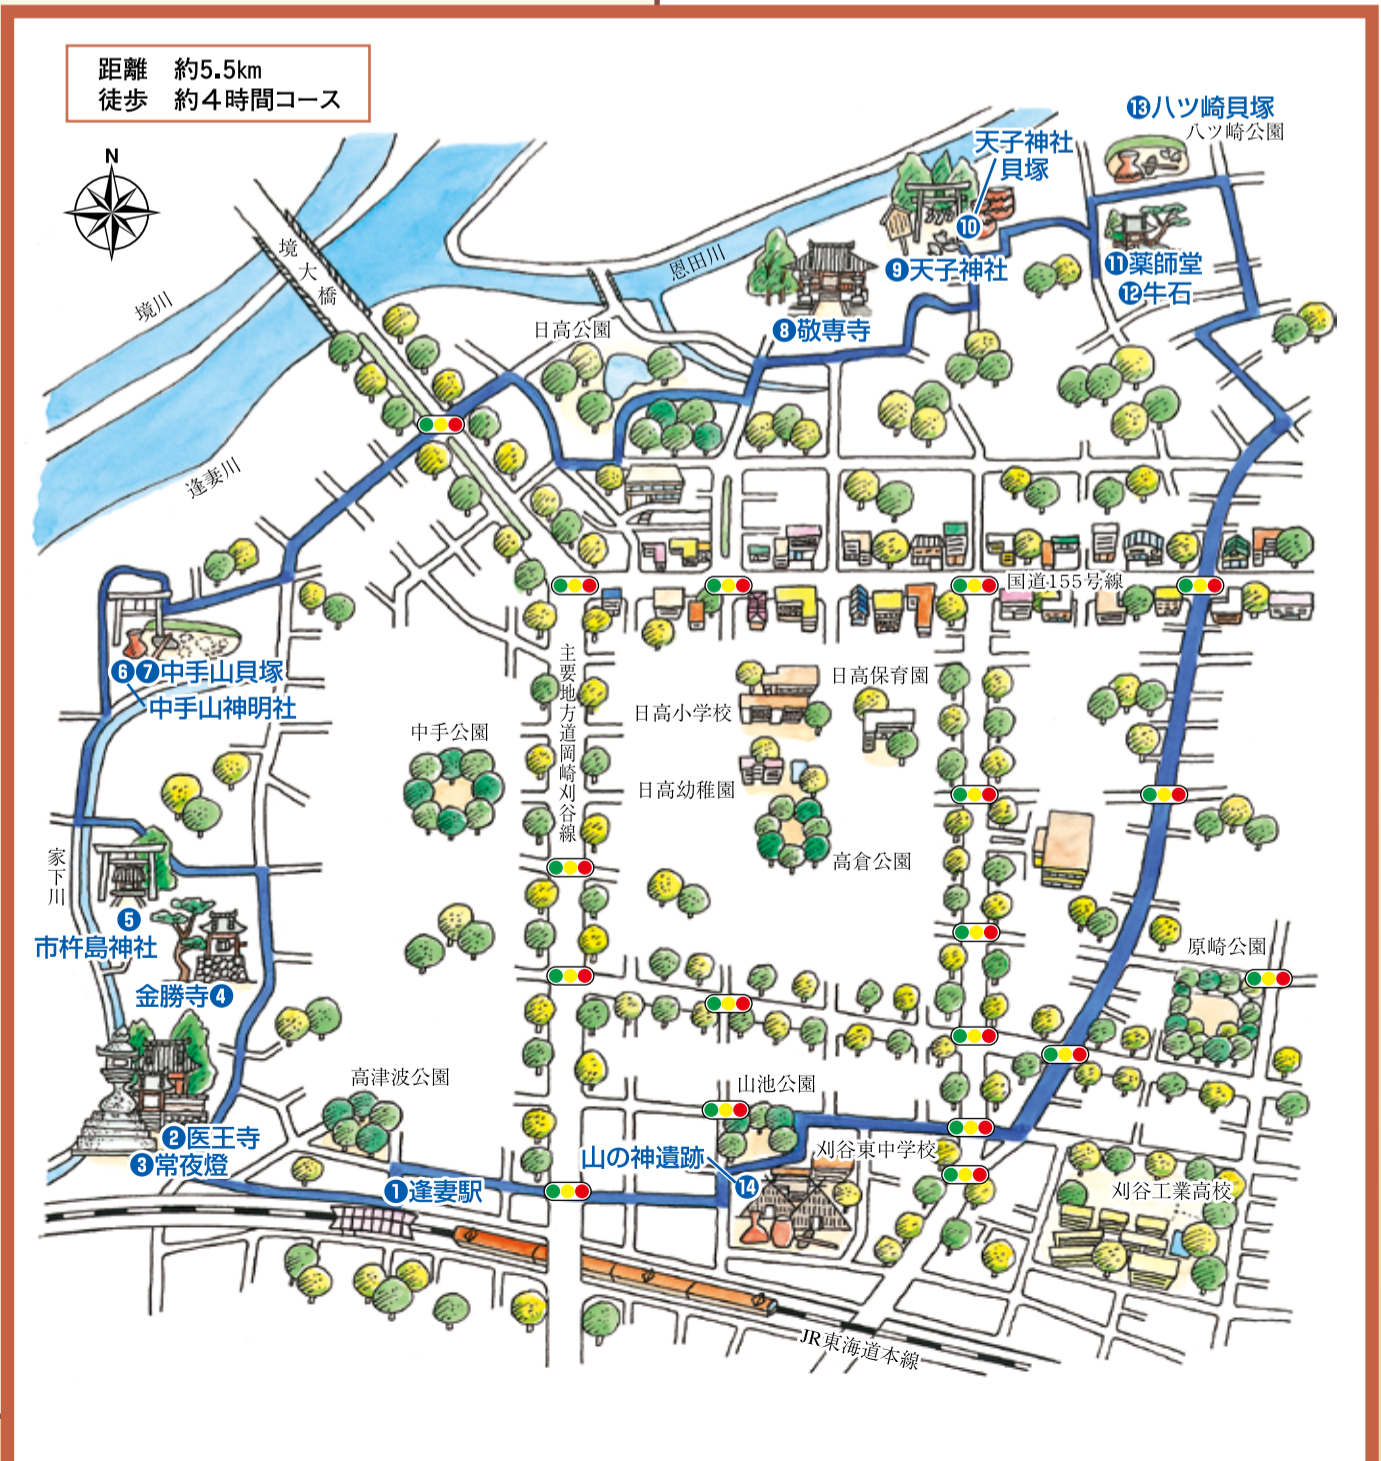 距離　約5.5km
徒歩　約４時間コース
N
⑬八ツ崎貝塚
八ツ崎公園
天子神社
貝塚
⑩
境大橋
恩田川
⑨天子神社
⑪薬師堂
⑫牛石
境川
日高公園
⑧敬専寺
逢妻川
国道155号線
⑥⑦中手山貝塚
中手山神明社
主要地方道岡崎刈谷線
日高保育園
日高小学校
中手公園
日高幼稚園
家下川
高倉公園
⑤
市杵島神社
原崎公園
金勝寺④
高津波公園
山池公園
②医王寺
③常夜燈
山の神遺跡
⑭
刈谷東中学校
①逢妻駅
刈谷工業高校
JR東海道本線